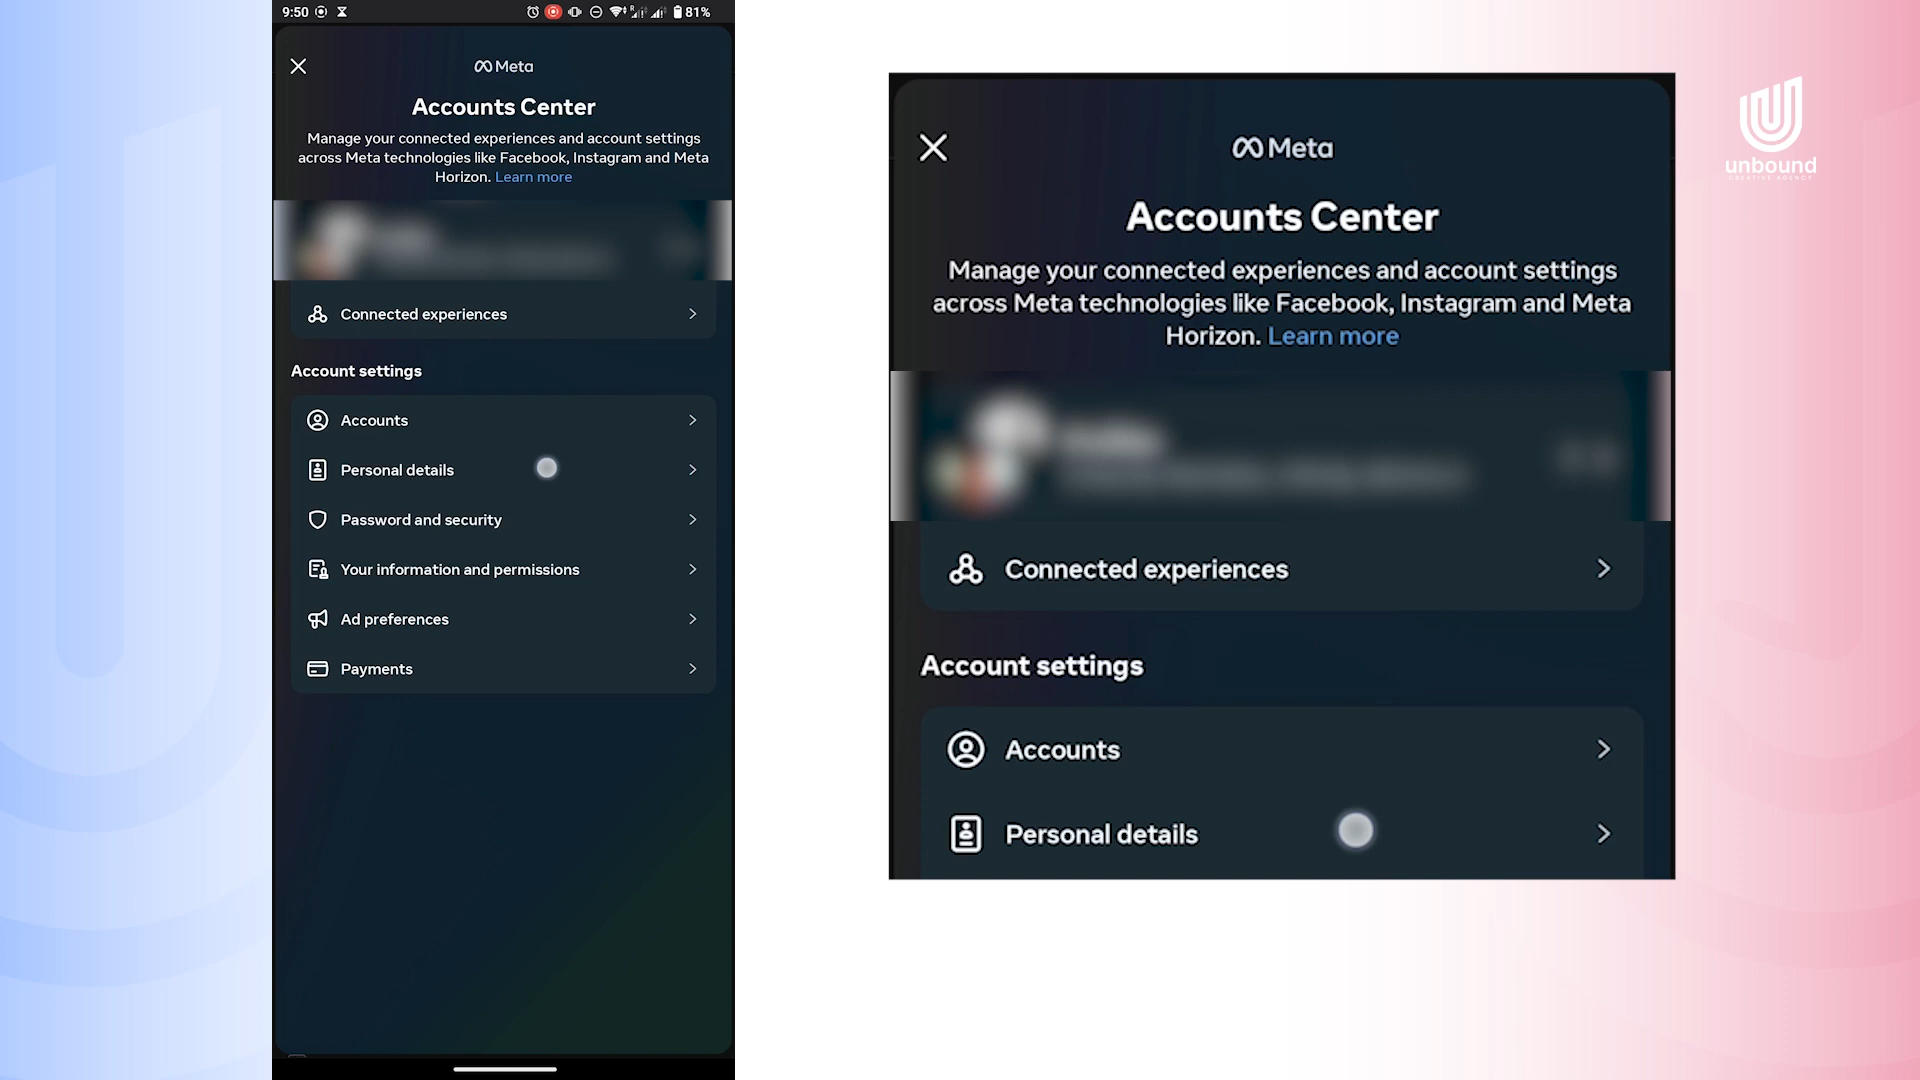 9:50
81%
Meta
Accounts Center
Manage your connected experiences and account settings
across Meta technologies like Facebook, Instagram and Meta
Horizon. Learn more
Connected experiences
Account settings
Accounts
Personal details
Password and security
Your information and permissions
Ad preferences
Payments
Meta
Accounts Center
Manage your connected experiences and account settings
across Meta technologies like Facebook, Instagram and Meta
Horizon. Learn more
Connected experiences
Account settings
Accounts
Personal details
unbound
CREATIVE AGENCY